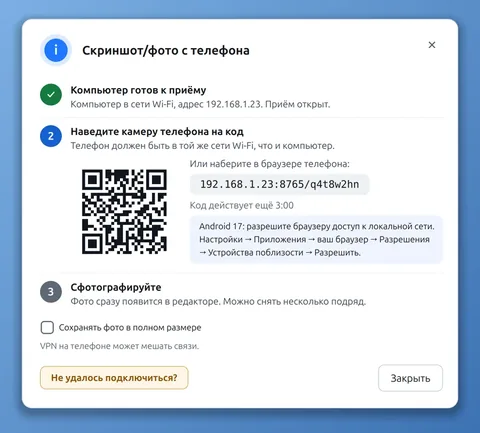 Скриншот/фото с телефона
Компьютер готов к приёму
Компьютер в сети Wi-Fi, адрес 192.168.1.23. Приём открыт.
2
Наведите камеру телефона на код
Телефон должен быть в той же сети Wi-Fi, что и компьютер.
Или наберите в браузере телефона:
192.168.1.23:8765/q4t8w2hn
Код действует ещё 3:00
Android 17: разрешите браузеру доступ к локальной сети.
Настройки → Приложения → ваш браузер → Разрешения
→ Устройства поблизости → Разрешить.
3
Сфотографируйте
Фото сразу появится в редакторе. Можно снять несколько подряд.
Сохранять фото в полном размере
VPN на телефоне может мешать связи.
Не удалось подключиться?
Закрыть